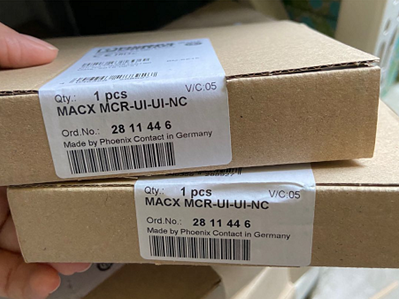 Qty.: 1 pcs V/C:05
MACX MCR-UI-UI-NC
Ord.No.: 28 11 44 6
Made by Phoenix Contact in Germany
Qty.: 1 pcs V/C:05
MACX MCR-UI-UI-NC
Ord.No.: 28 11 44 6
Made by Phoenix Contact in Germany